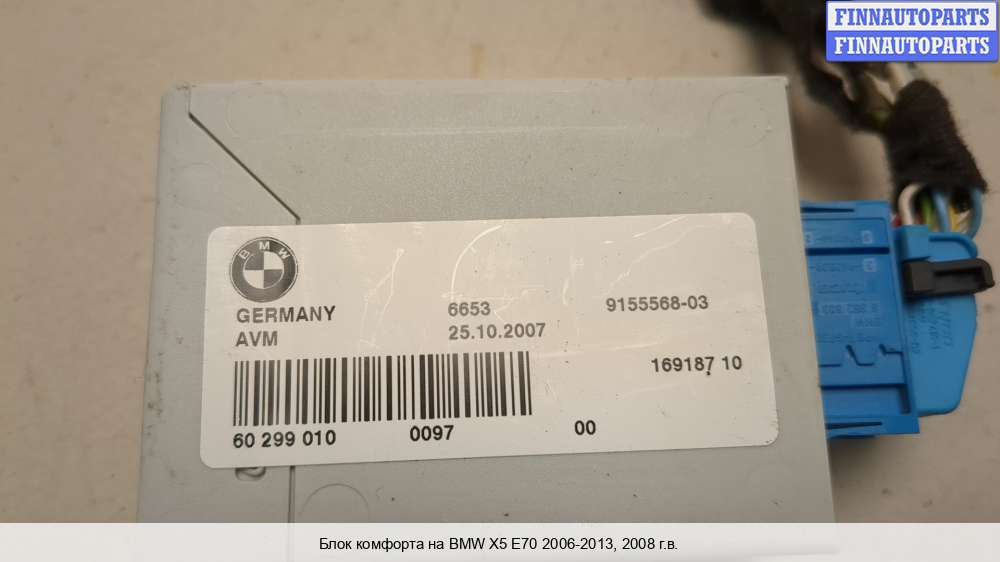 FINNAUTOPARTS
FINNAUTOPARTS
BMW
GERMANY 6653 9155568-03
AVM 25.10.2007
169187 10
60 299 010 0097 00
Блок комфорта на BMW X5 E70 2006-2013, 2008 г.в.